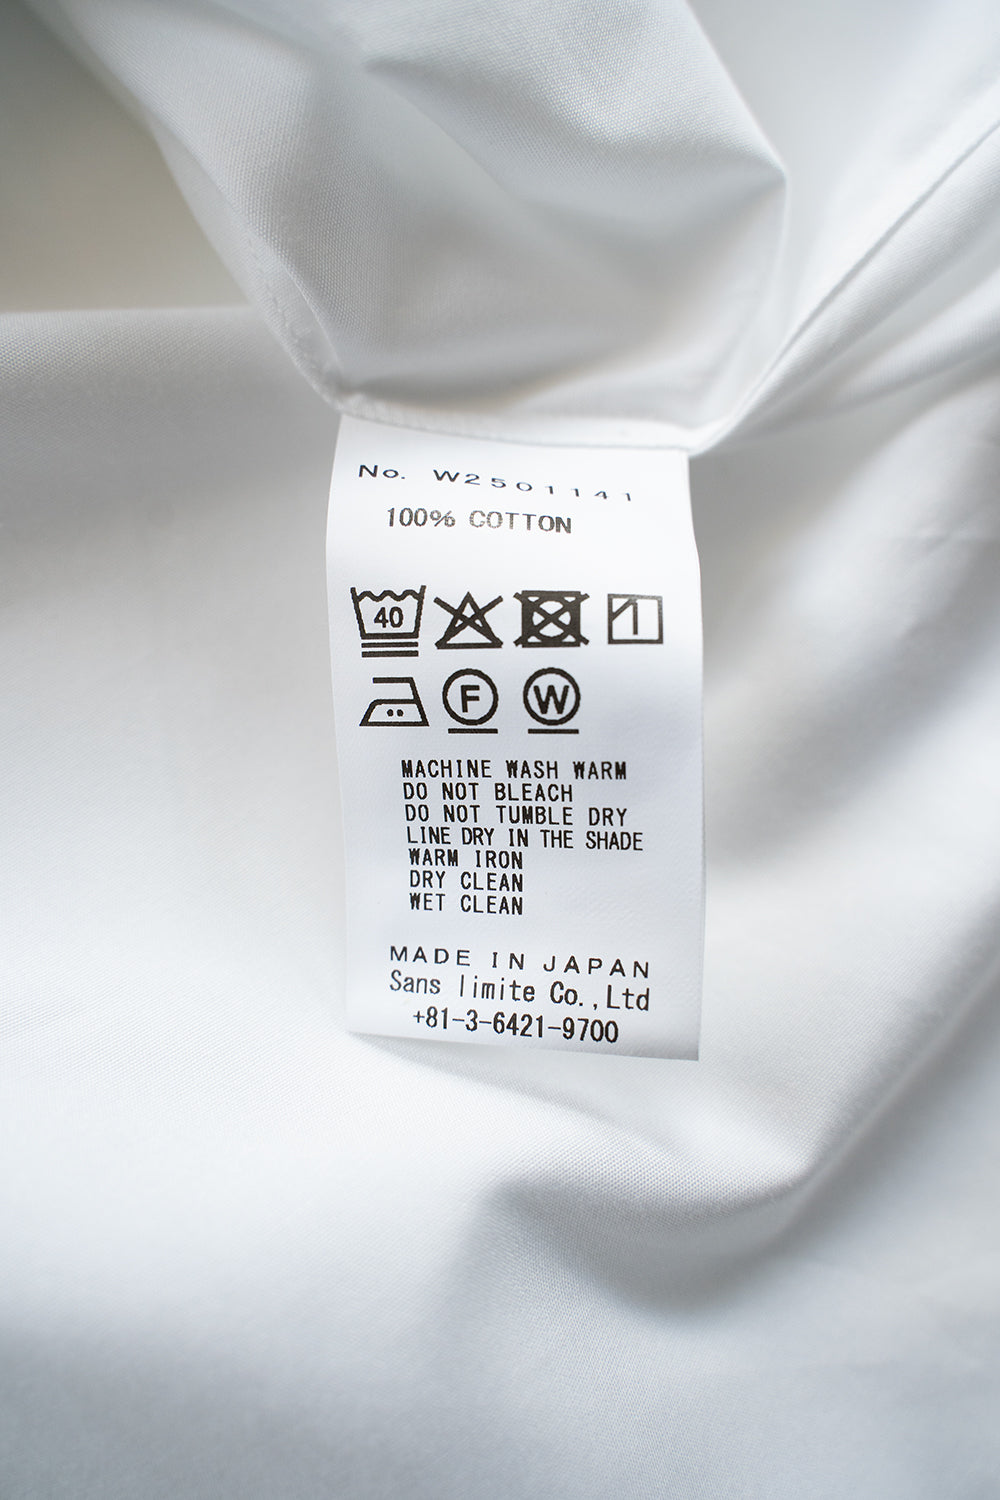 No. W2501141
100% COTTON
40
F W
MACHINE WASH WARM
DO NOT BLEACH
DO NOT TUMBLE DRY
LINE DRY IN THE SHADE
WARM IRON
DRY CLEAN
WET CLEAN
MADE IN JAPAN
Sans limite Co.,Ltd
+81-3-6421-9700